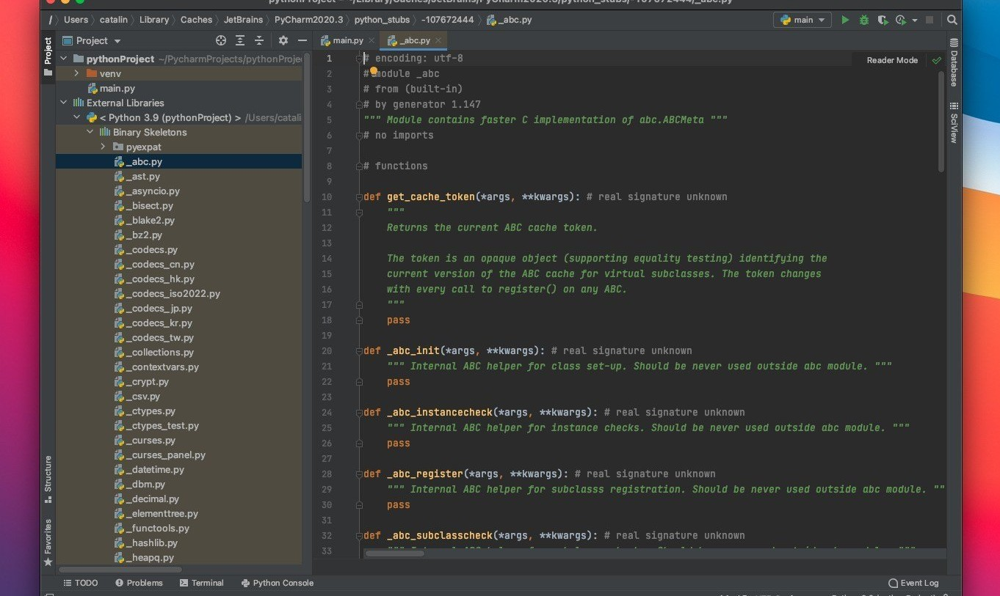 pythonProject – ~/Library/Caches/JetBrains/PyCharm2020.3/python_stubs/-107672444/_abc.py
/ Users catalin Library Caches JetBrains PyCharm2020.3 python_stubs -107672444 _abc.py
main
Project
Project
main.py
_abc.py
pythonProject ~/PycharmProjects/pythonProje
venv
main.py
External Libraries
< Python 3.9 (pythonProject) > /Users/catali
Binary Skeletons
pyexpat
_abc.py
_ast.py
_asyncio.py
_bisect.py
_blake2.py
_bz2.py
_codecs.py
_codecs_cn.py
_codecs_hk.py
_codecs_iso2022.py
_codecs_jp.py
_codecs_kr.py
_codecs_tw.py
_collections.py
_contextvars.py
_crypt.py
_csv.py
_ctypes.py
_ctypes_test.py
_curses.py
_curses_panel.py
_datetime.py
_dbm.py
_decimal.py
_elementtree.py
_functools.py
_hashlib.py
_heapq.py
Structure
Favorites
Reader Mode
1 # encoding: utf-8
2 # module _abc
3 # from (built-in)
4 # by generator 1.147
5 """ Module contains faster C implementation of abc.ABCMeta """
6 # no imports
7
8 # functions
9
10 def get_cache_token(*args, **kwargs): # real signature unknown
11 """
12 Returns the current ABC cache token.
13
14 The token is an opaque object (supporting equality testing) identifying the
15 current version of the ABC cache for virtual subclasses. The token changes
16 with every call to register() on any ABC.
17 """
18 pass
19
20 def _abc_init(*args, **kwargs): # real signature unknown
21 """ Internal ABC helper for class set-up. Should be never used outside abc module. """
22 pass
23
24 def _abc_instancecheck(*args, **kwargs): # real signature unknown
25 """ Internal ABC helper for instance checks. Should be never used outside abc module. """
26 pass
27
28 def _abc_register(*args, **kwargs): # real signature unknown
29 """ Internal ABC helper for subclasss registration. Should be never used outside abc module. ""
30 pass
31
32 def _abc_subclasscheck(*args, **kwargs): # real signature unknown
33
Database
SciView
TODO
Problems
Terminal
Python Console
Event Log